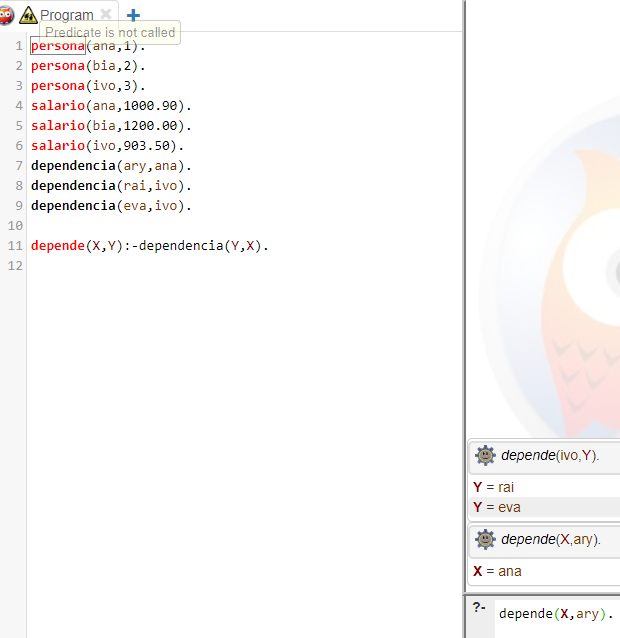 Program
Predicate is not called
1 persona(ana,1).
2 persona(bia,2).
3 persona(ivo,3).
4 salario(ana,1000.90).
5 salario(bia,1200.00).
6 salario(ivo,903.50).
7 dependencia(ary,ana).
8 dependencia(rai,ivo).
9 dependencia(eva,ivo).
10
11 depende(X,Y):-dependencia(Y,X).
12
depende(ivo,Y).
Y = rai
Y = eva
depende(X,ary).
X = ana
?- depende(X,ary).